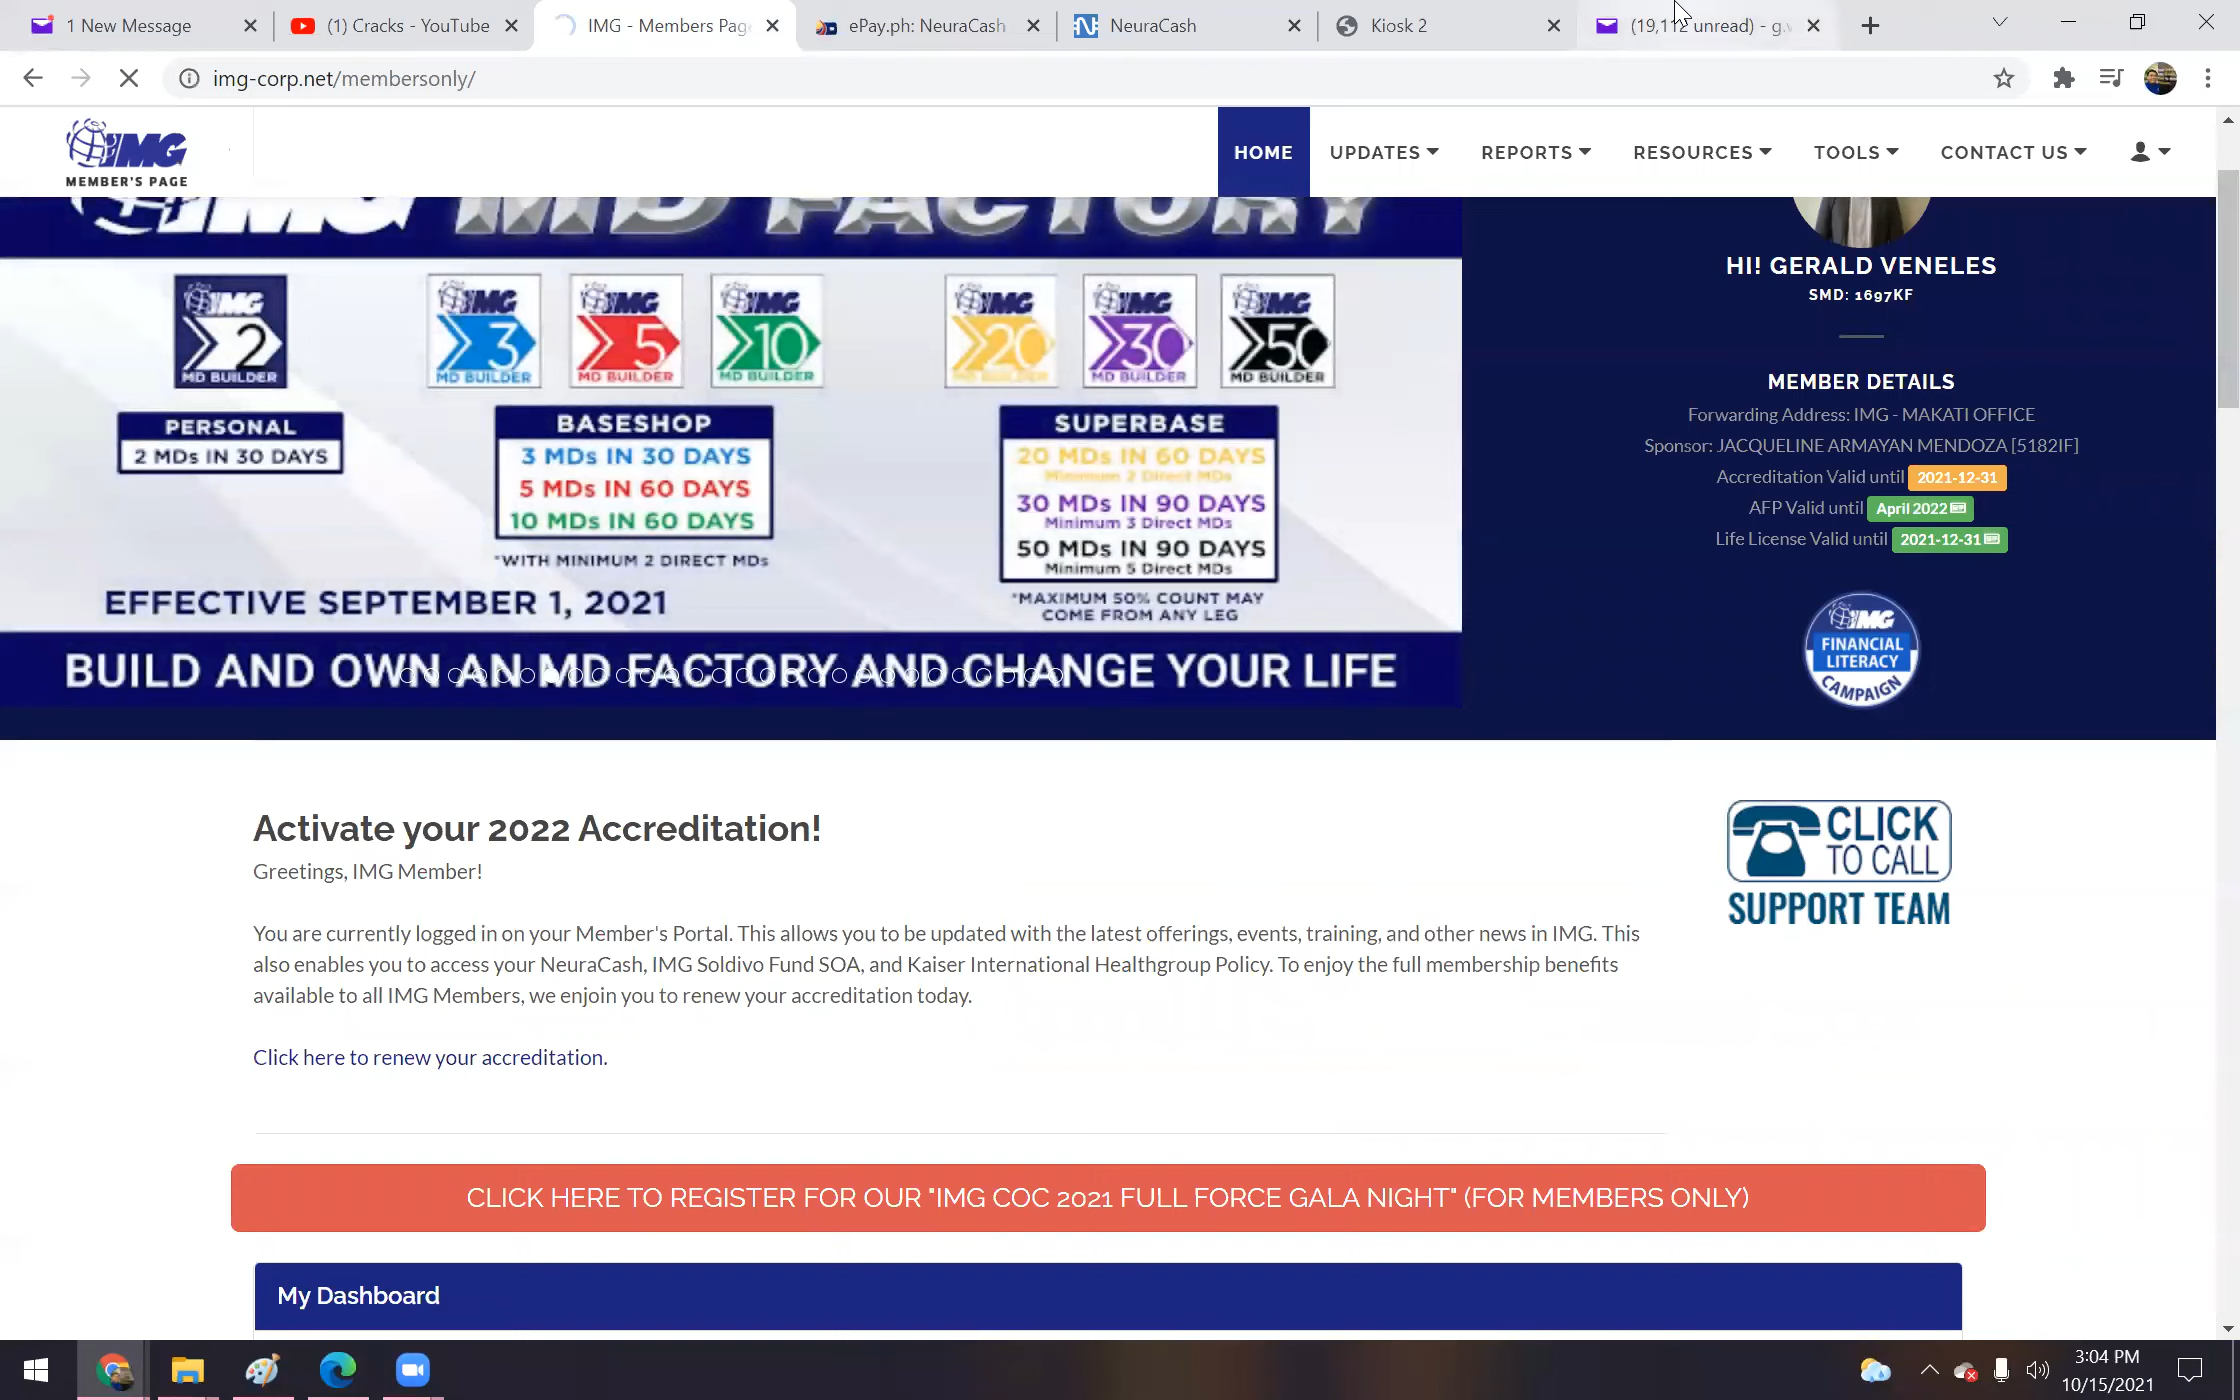 1 New Message
(1) Cracks - YouTube
IMG - Members Pag
ePay.ph: NeuraCash
NeuraCash
Kiosk 2
(19,112 unread) - g.v
img-corp.net/membersonly/
IMG
MEMBER'S PAGE
HOME
UPDATES
REPORTS
RESOURCES
TOOLS
CONTACT US
IMG MD FACTORY
IMG
2
MD BUILDER
IMG
3
MD BUILDER
IMG
5
MD BUILDER
IMG
10
MD BUILDER
IMG
20
MD BUILDER
IMG
30
MD BUILDER
IMG
50
MD BUILDER
PERSONAL
2 MDs IN 30 DAYS
BASESHOP
3 MDs IN 30 DAYS
5 MDs IN 60 DAYS
10 MDs IN 60 DAYS
*WITH MINIMUM 2 DIRECT MDs
SUPERBASE
20 MDs IN 60 DAYS
Minimum 2 Direct MDs
30 MDs IN 90 DAYS
Minimum 3 Direct MDs
50 MDs IN 90 DAYS
Minimum 5 Direct MDs
*MAXIMUM 50% COUNT MAY
COME FROM ANY LEG
EFFECTIVE SEPTEMBER 1, 2021
BUILD AND OWN AN MD FACTORY AND CHANGE YOUR LIFE
HI! GERALD VENELES
SMD: 1697KF
MEMBER DETAILS
Forwarding Address: IMG - MAKATI OFFICE
Sponsor: JACQUELINE ARMAYAN MENDOZA [5182IF]
Accreditation Valid until 2021-12-31
AFP Valid until April 2022
Life License Valid until 2021-12-31
IMG
FINANCIAL
LITERACY
CAMPAIGN
Activate your 2022 Accreditation!
Greetings, IMG Member!
You are currently logged in on your Member's Portal. This allows you to be updated with the latest offerings, events, training, and other news in IMG. This
also enables you to access your NeuraCash, IMG Soldivo Fund SOA, and Kaiser International Healthgroup Policy. To enjoy the full membership benefits
available to all IMG Members, we enjoin you to renew your accreditation today.
Click here to renew your accreditation.
CLICK
TO CALL
SUPPORT TEAM
CLICK HERE TO REGISTER FOR OUR "IMG COC 2021 FULL FORCE GALA NIGHT" (FOR MEMBERS ONLY)
My Dashboard
3:04 PM
10/15/2021